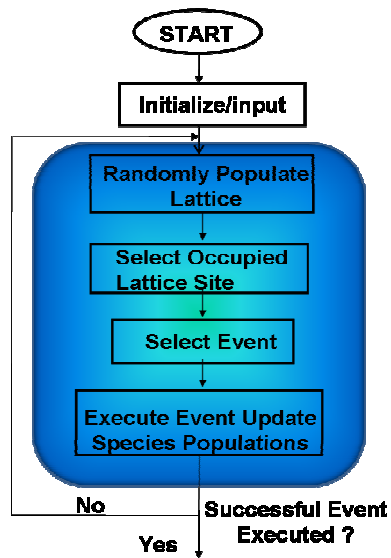 START
Initialize/input
Randomly Populate
Lattice
Select Occupied
Lattice Site
Select Event
Execute Event Update
Species Populations
No
Successful Event
Executed ?
Yes